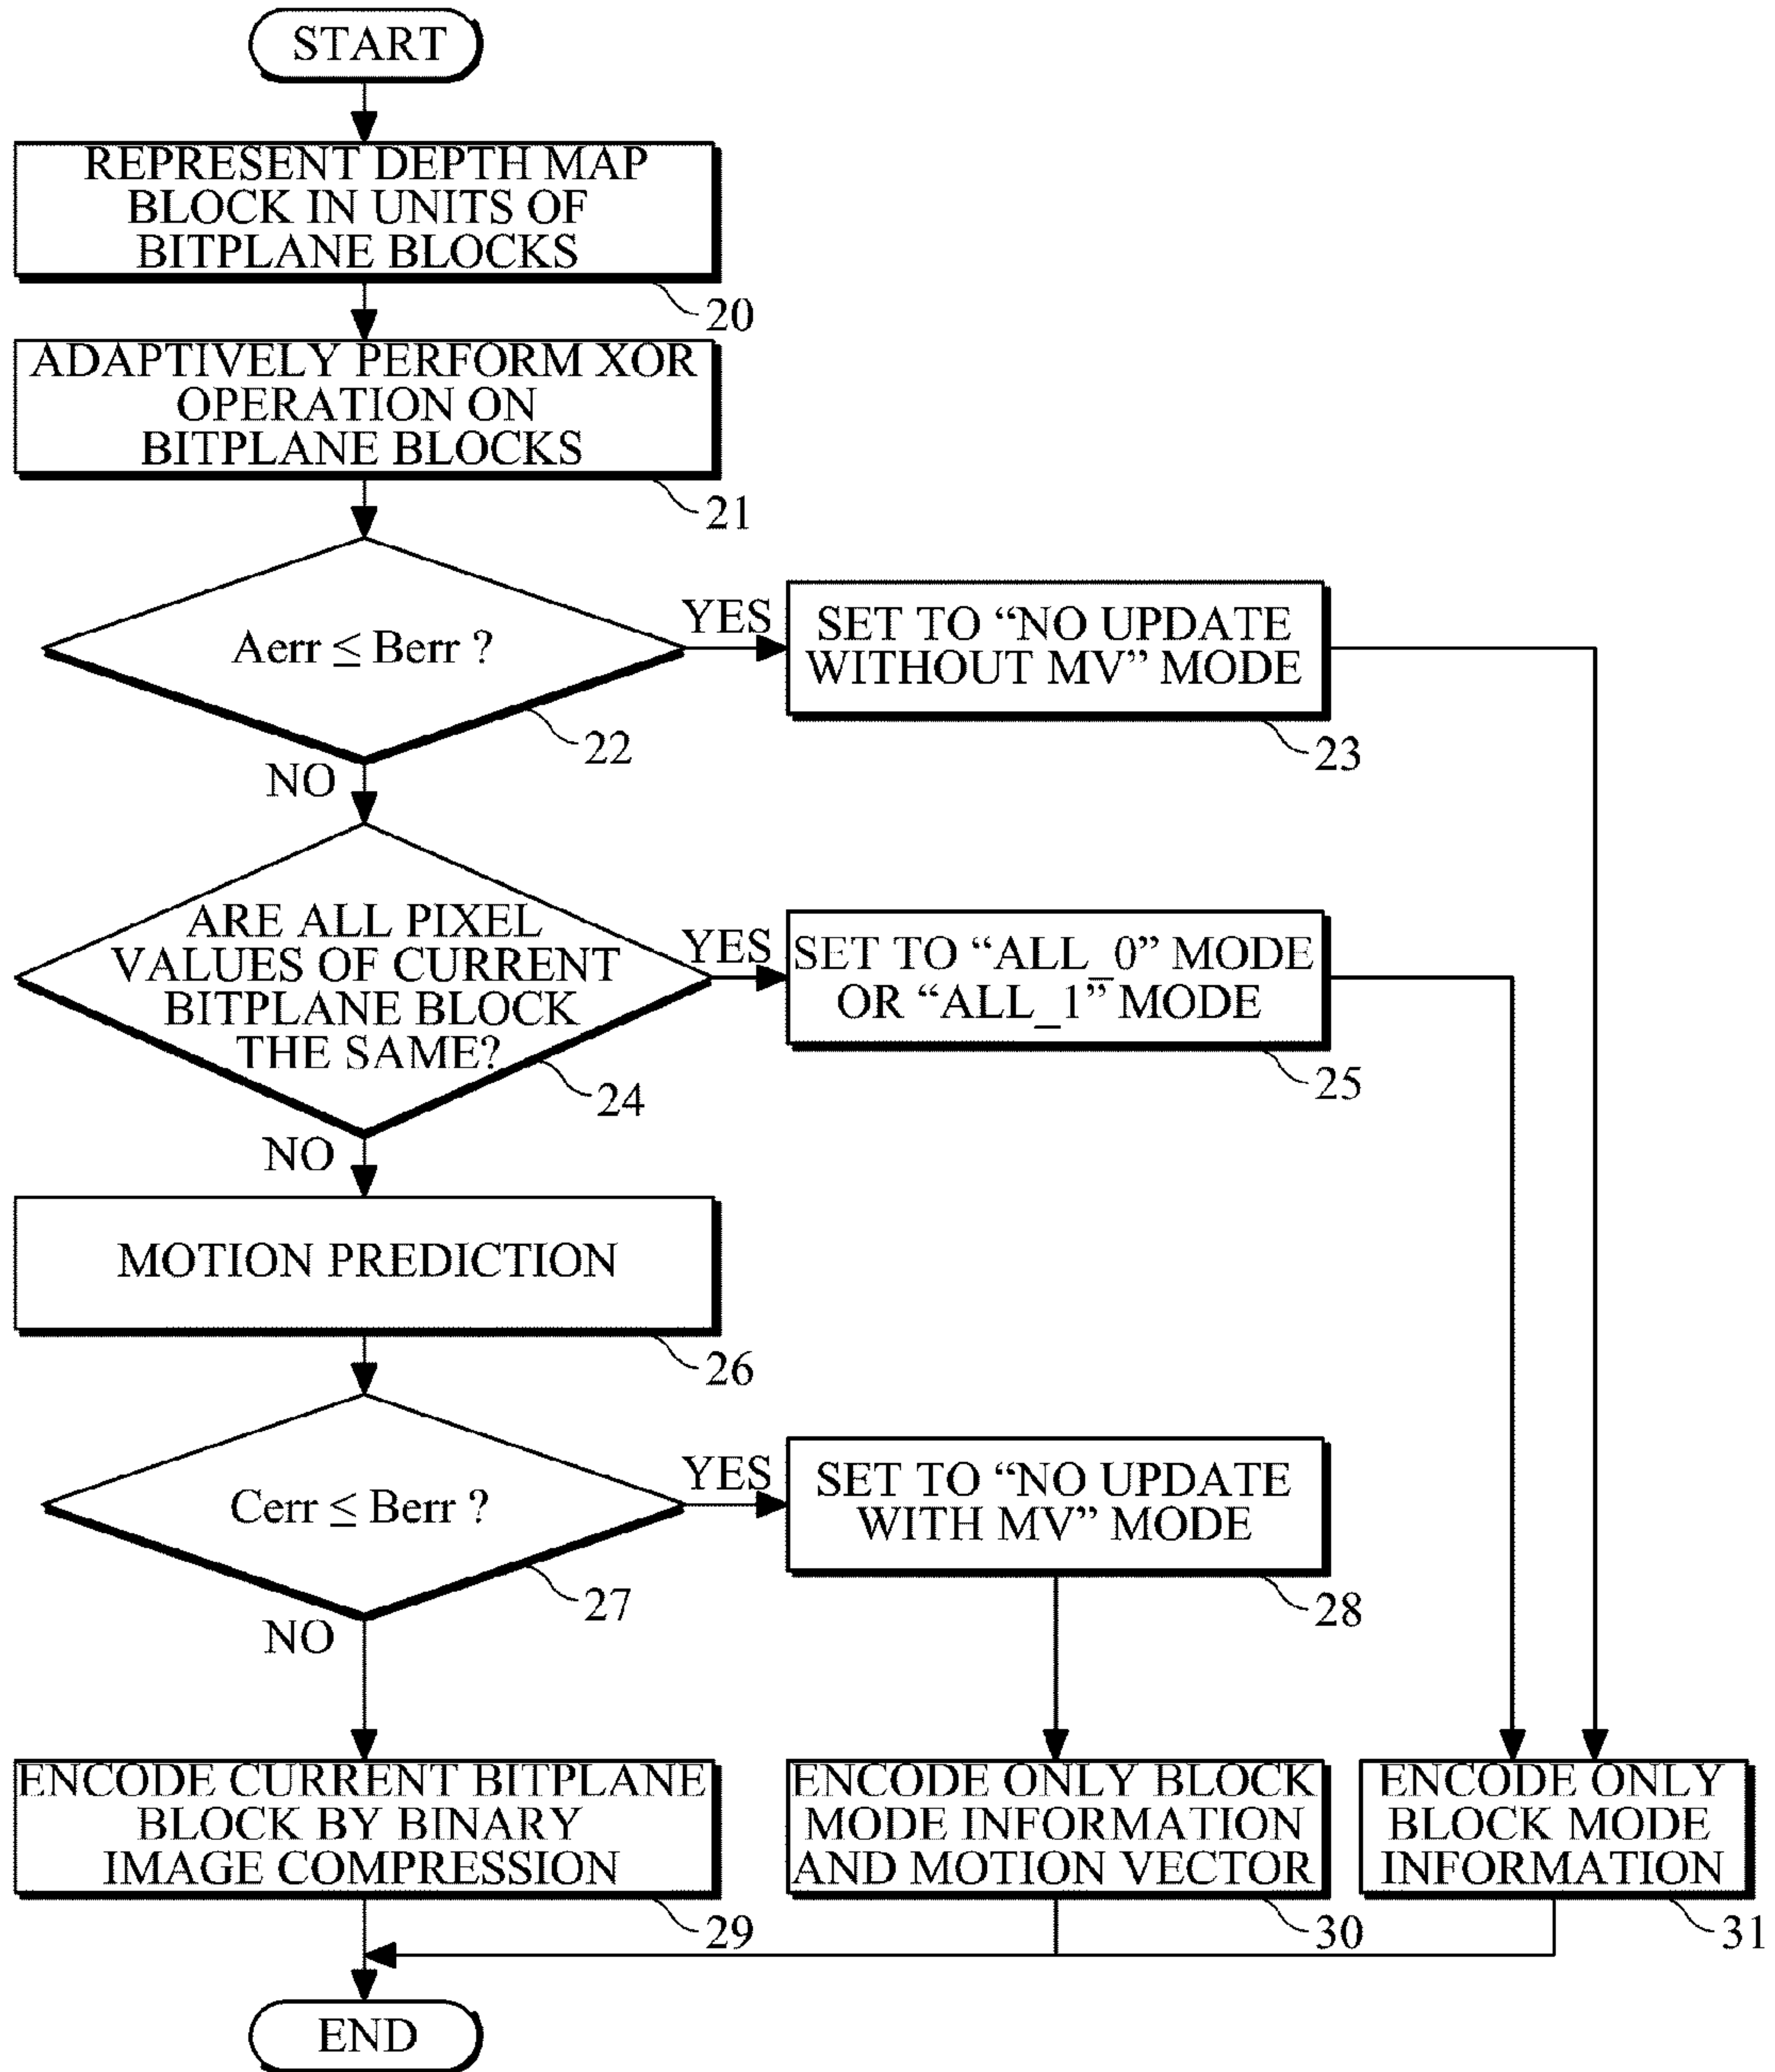 START
REPRESENT DEPTH MAP
BLOCK IN UNITS OF
BITPLANE BLOCKS
20
ADAPTIVELY PERFORM XOR
OPERATION ON
BITPLANE BLOCKS
21
Aerr ≤ Berr ?
22
YES
NO
SET TO “NO UPDATE
WITHOUT MV” MODE
23
ARE ALL PIXEL
VALUES OF CURRENT
BITPLANE BLOCK
THE SAME?
24
YES
NO
SET TO “ALL_0” MODE
OR “ALL_1” MODE
25
MOTION PREDICTION
26
Cerr ≤ Berr ?
27
YES
NO
SET TO “NO UPDATE
WITH MV” MODE
28
ENCODE CURRENT BITPLANE
BLOCK BY BINARY
IMAGE COMPRESSION
29
ENCODE ONLY BLOCK
MODE INFORMATION
AND MOTION VECTOR
30
ENCODE ONLY
BLOCK MODE
INFORMATION
31
END